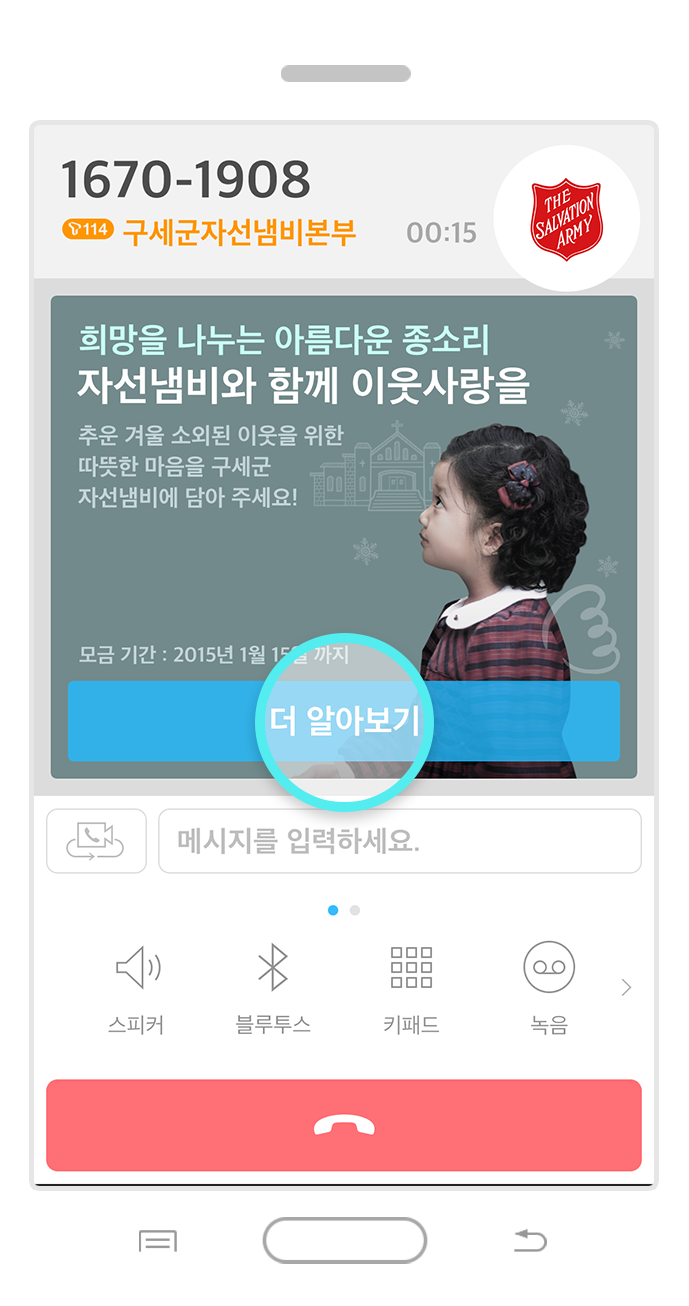 1670-1908
114 구세군자선냄비본부
00:15
THE
SALVATION
ARMY
희망을 나누는 아름다운 종소리
자선냄비와 함께 이웃사랑을
추운 겨울 소외된 이웃을 위한
따뜻한 마음을 구세군
자선냄비에 담아 주세요!
모금 기간 : 2015년 1월 15일 까지
더 알아보기
메시지를 입력하세요.
스피커
블루투스
키패드
녹음